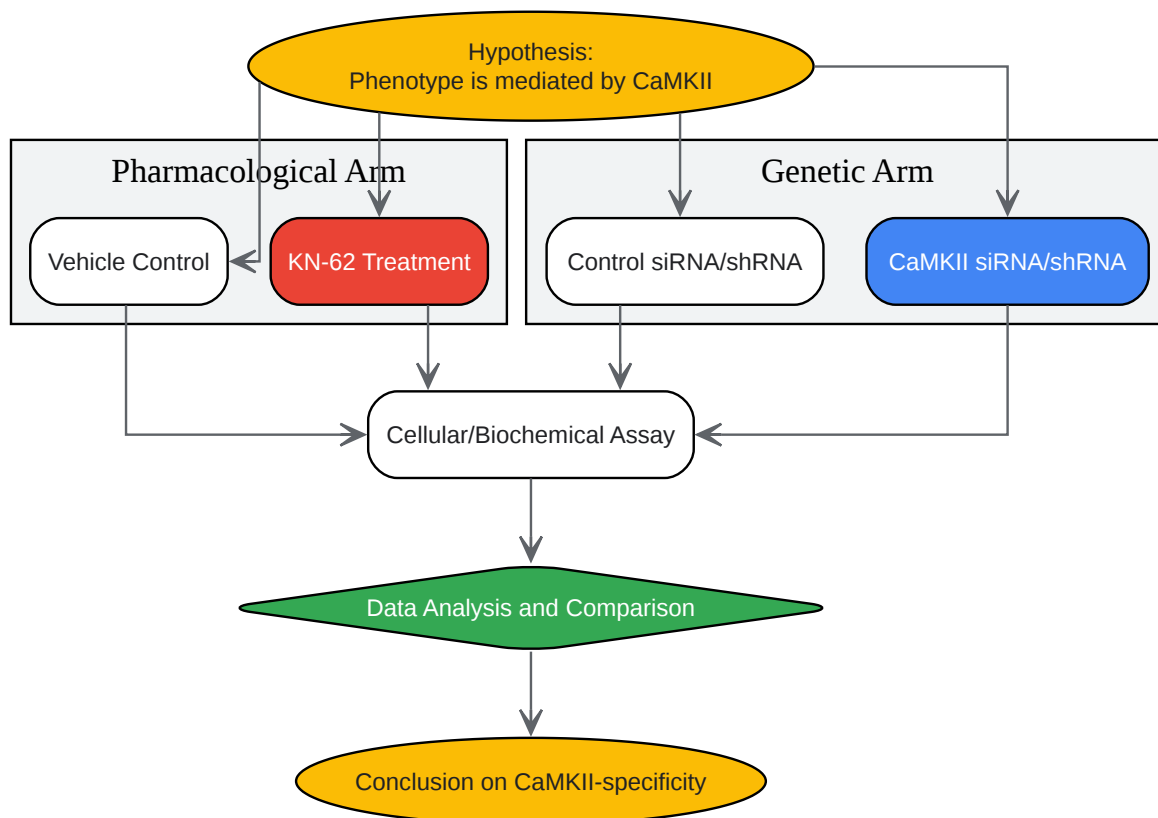 Hypothesis:
Phenotype is mediated by CaMKII
Pharmacological Arm
Genetic Arm
Vehicle Control
KN-62 Treatment
Control siRNA/shRNA
CaMKII siRNA/shRNA
Cellular/Biochemical Assay
Data Analysis and Comparison
Conclusion on CaMKII-specificity